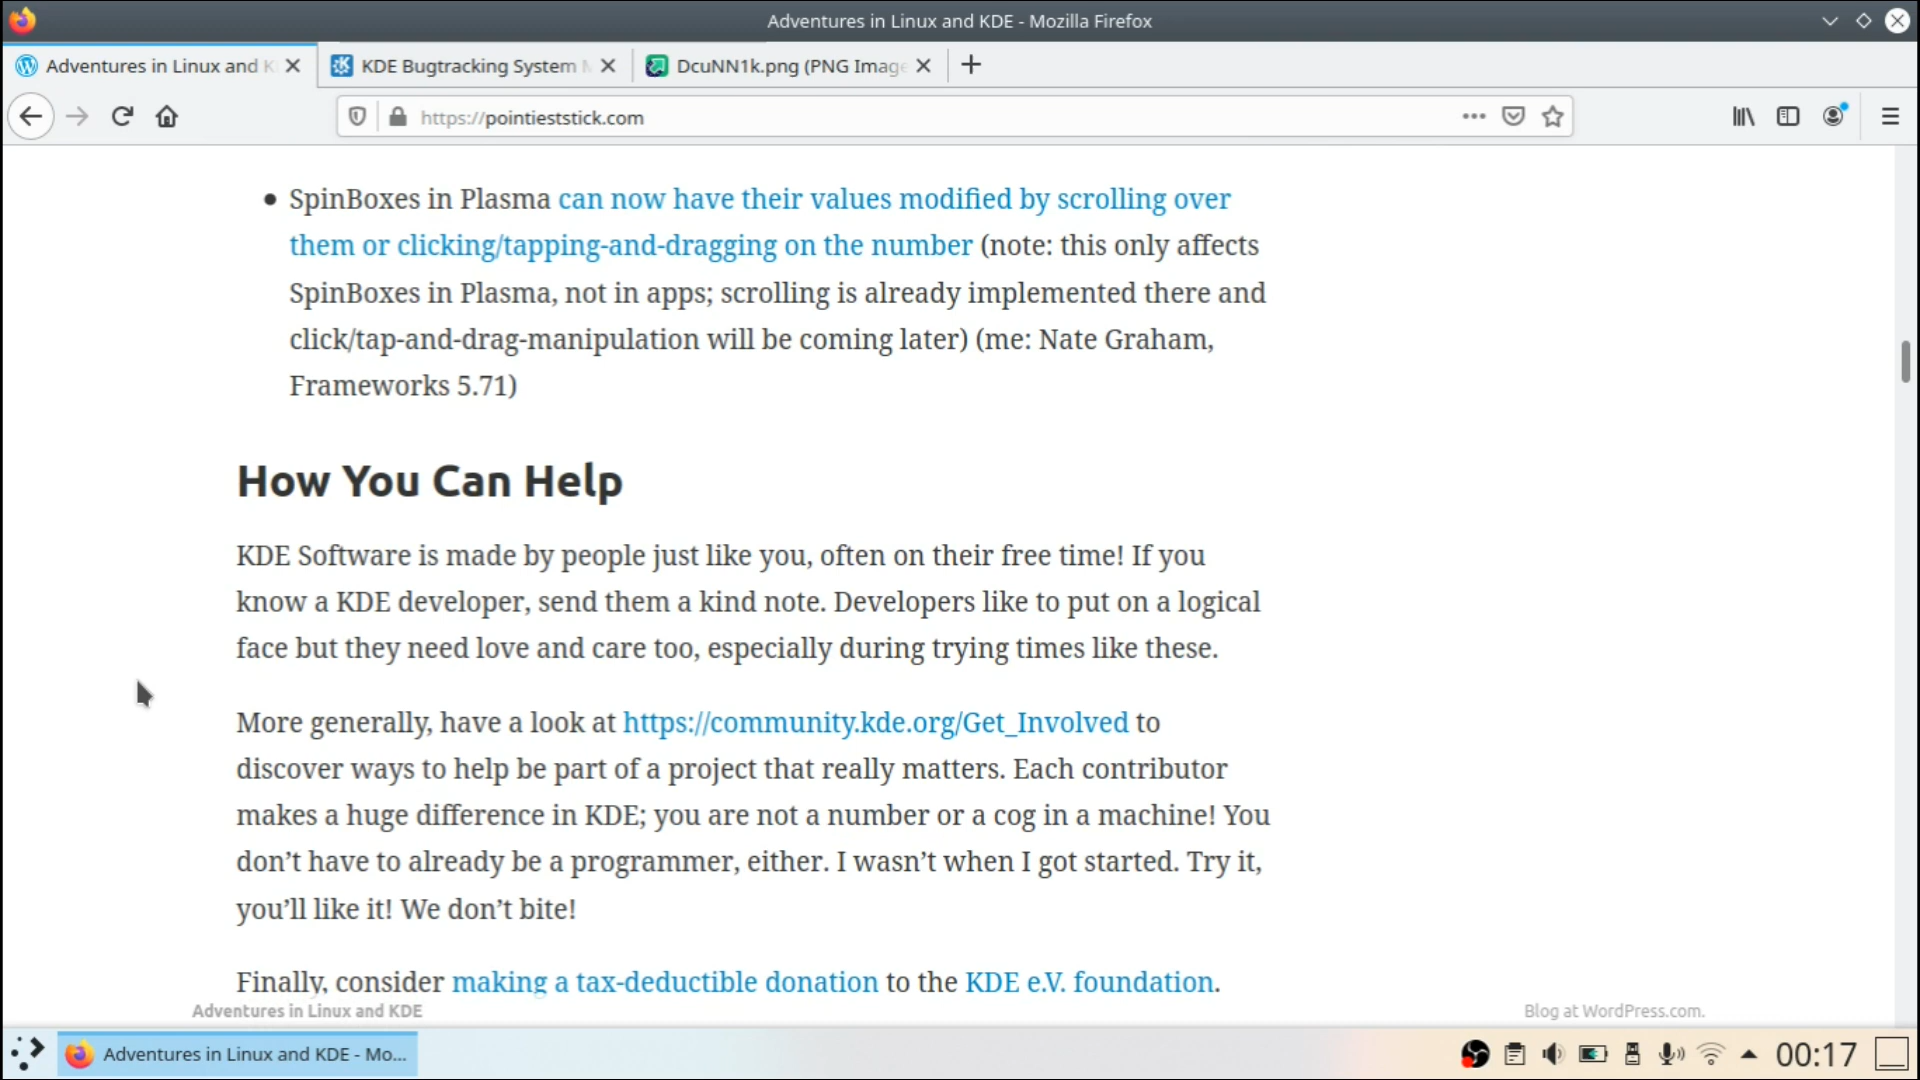 Adventures in Linux and KDE - Mozilla Firefox
Adventures in Linux and K
KDE Bugtracking System
DcuNN1k.png (PNG Image
https://pointieststick.com
• SpinBoxes in Plasma can now have their values modified by scrolling over
them or clicking/tapping-and-dragging on the number (note: this only affects
SpinBoxes in Plasma, not in apps; scrolling is already implemented there and
click/tap-and-drag-manipulation will be coming later) (me: Nate Graham,
Frameworks 5.71)
How You Can Help
KDE Software is made by people just like you, often on their free time! If you
know a KDE developer, send them a kind note. Developers like to put on a logical
face but they need love and care too, especially during trying times like these.
More generally, have a look at https://community.kde.org/Get_Involved to
discover ways to help be part of a project that really matters. Each contributor
makes a huge difference in KDE; you are not a number or a cog in a machine! You
don’t have to already be a programmer, either. I wasn’t when I got started. Try it,
you’ll like it! We don’t bite!
Finally, consider making a tax-deductible donation to the KDE e.V. foundation.
Adventures in Linux and KDE
Blog at WordPress.com.
Adventures in Linux and KDE - Mo...
00:17